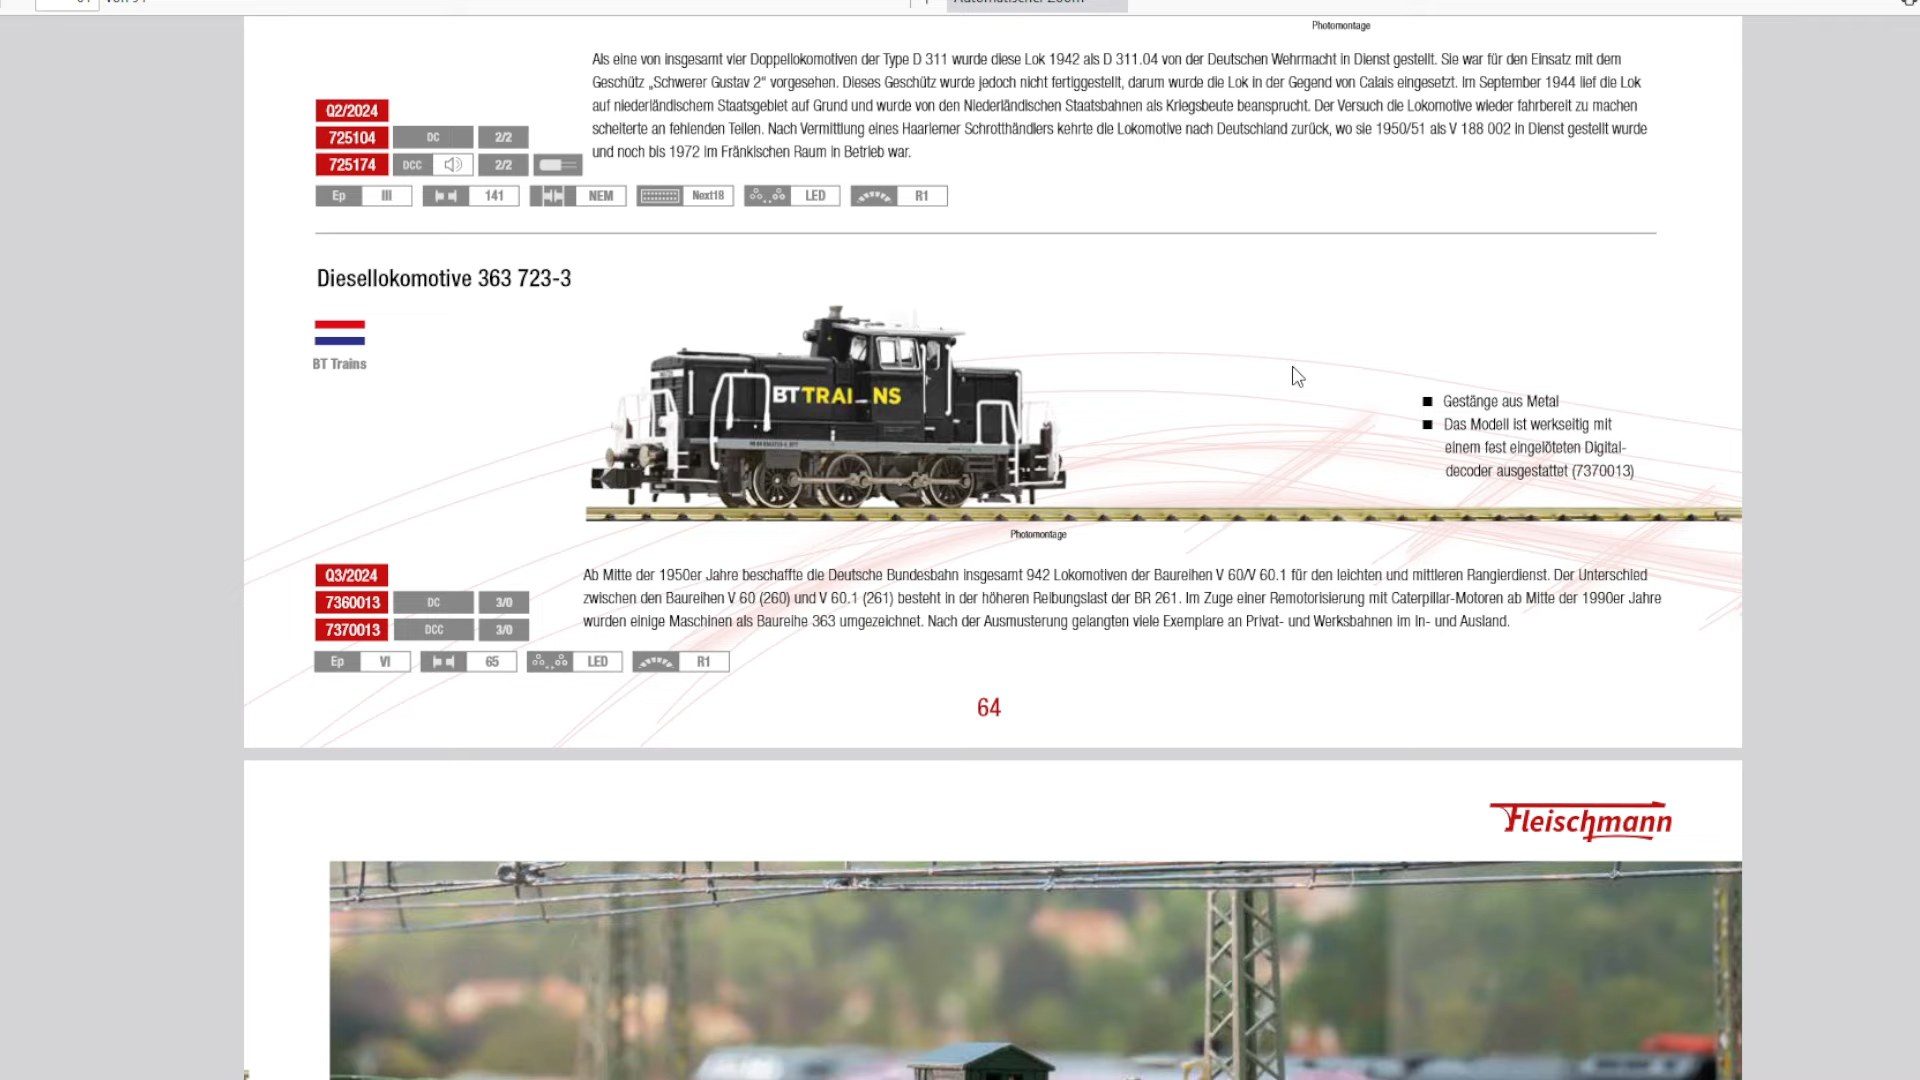 Photomontage
Als eine von insgesamt vier Doppellokomotiven der Type D 311 wurde diese Lok 1942 als D 311.04 von der Deutschen Wehrmacht in Dienst gestellt. Sie war für den Einsatz mit dem
Geschütz „Schwerer Gustav 2“ vorgesehen. Dieses Geschütz wurde jedoch nicht fertiggestellt, darum wurde die Lok in der Gegend von Calais eingesetzt. Im September 1944 lief die Lok
auf niederländischem Staatsgebiet auf Grund und wurde von den Niederländischen Staatsbahnen als Kriegsbeute beansprucht. Der Versuch die Lokomotive wieder fahrbereit zu machen
scheiterte an fehlenden Teilen. Nach Vermittlung eines Haarlemer Schrotthändlers kehrte die Lokomotive nach Deutschland zurück, wo sie 1950/51 als V 188 002 in Dienst gestellt wurde
und noch bis 1972 im Fränkischen Raum in Betrieb war.
Q2/2024
725104 DC 2/2
725174 DCC 2/2
Ep III 141 NEM Next18 LED R1
Diesellokomotive 363 723-3
BT Trains
BTTRAI_NS
Gestänge aus Metal
Das Modell ist werkseitig mit
einem fest eingelöteten Digital-
decoder ausgestattet (7370013)
Photomontage
Q3/2024
7360013 DC 3/0
7370013 DCC 3/0
Ab Mitte der 1950er Jahre beschaffte die Deutsche Bundesbahn insgesamt 942 Lokomotiven der Baureihen V 60/V 60.1 für den leichten und mittleren Rangierdienst. Der Unterschied
zwischen den Baureihen V 60 (260) und V 60.1 (261) besteht in der höheren Reibungslast der BR 261. Im Zuge einer Remotorisierung mit Caterpillar-Motoren ab Mitte der 1990er Jahre
wurden einige Maschinen als Baureihe 363 umgezeichnet. Nach der Ausmusterung gelangten viele Exemplare an Privat- und Werksbahnen im In- und Ausland.
Ep VI 65 LED R1
64
Fleischmann